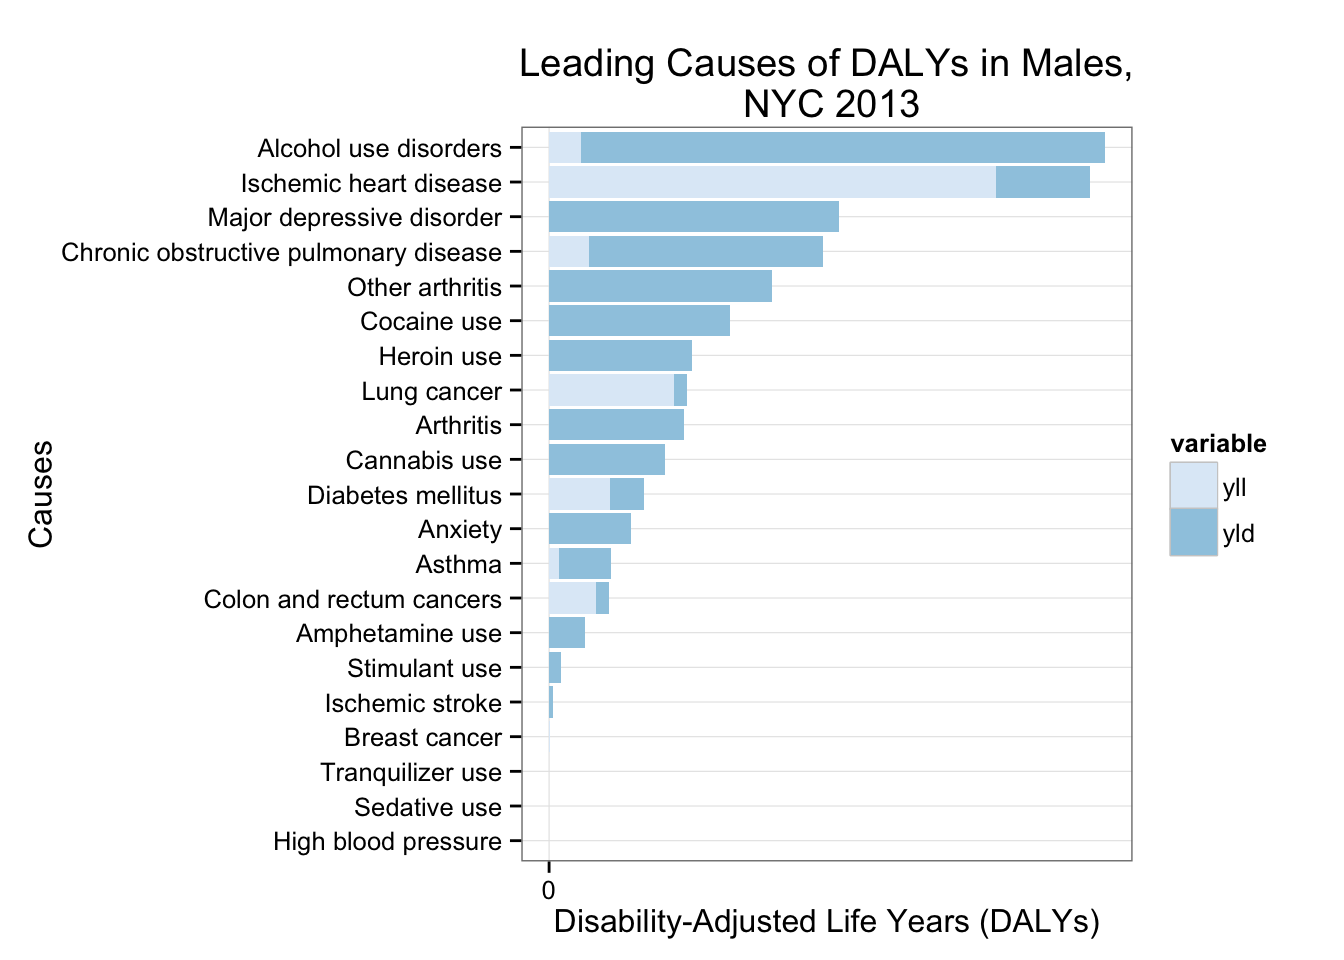 Leading Causes of DALYs in Males,
NYC 2013
Causes
Alcohol use disorders
Ischemic heart disease
Major depressive disorder
Chronic obstructive pulmonary disease
Other arthritis
Cocaine use
Heroin use
Lung cancer
Arthritis
Cannabis use
Diabetes mellitus
Anxiety
Asthma
Colon and rectum cancers
Amphetamine use
Stimulant use
Ischemic stroke
Breast cancer
Tranquilizer use
Sedative use
High blood pressure
0
Disability-Adjusted Life Years (DALYs)
variable
yll
yld